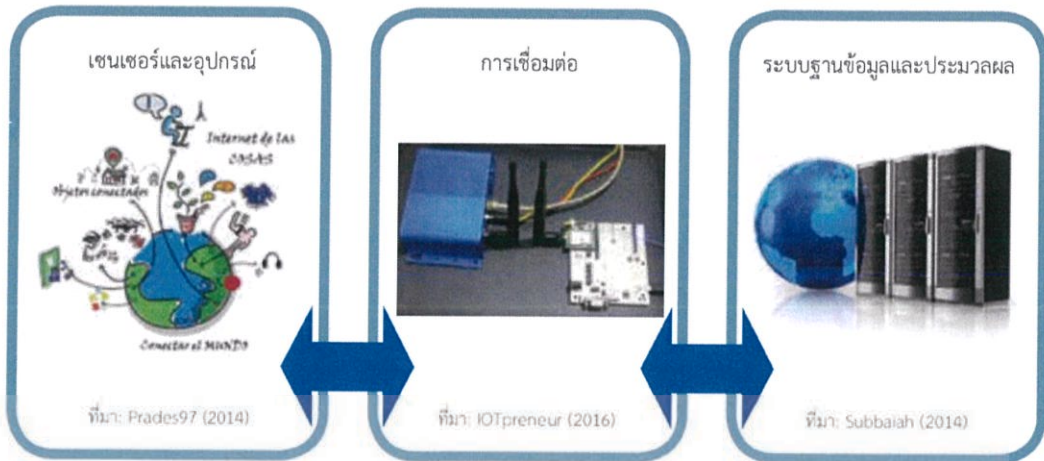 เซนเซอร์และอุปกรณ์
Internet de las
COSAS
Objetos conectados
Conectar el MUNDO
ที่มา: Prades97 (2014)
การเชื่อมต่อ
ที่มา: IOTpreneur (2016)
ระบบฐานข้อมูลและประมวลผล
ที่มา: Subbaiah (2014)